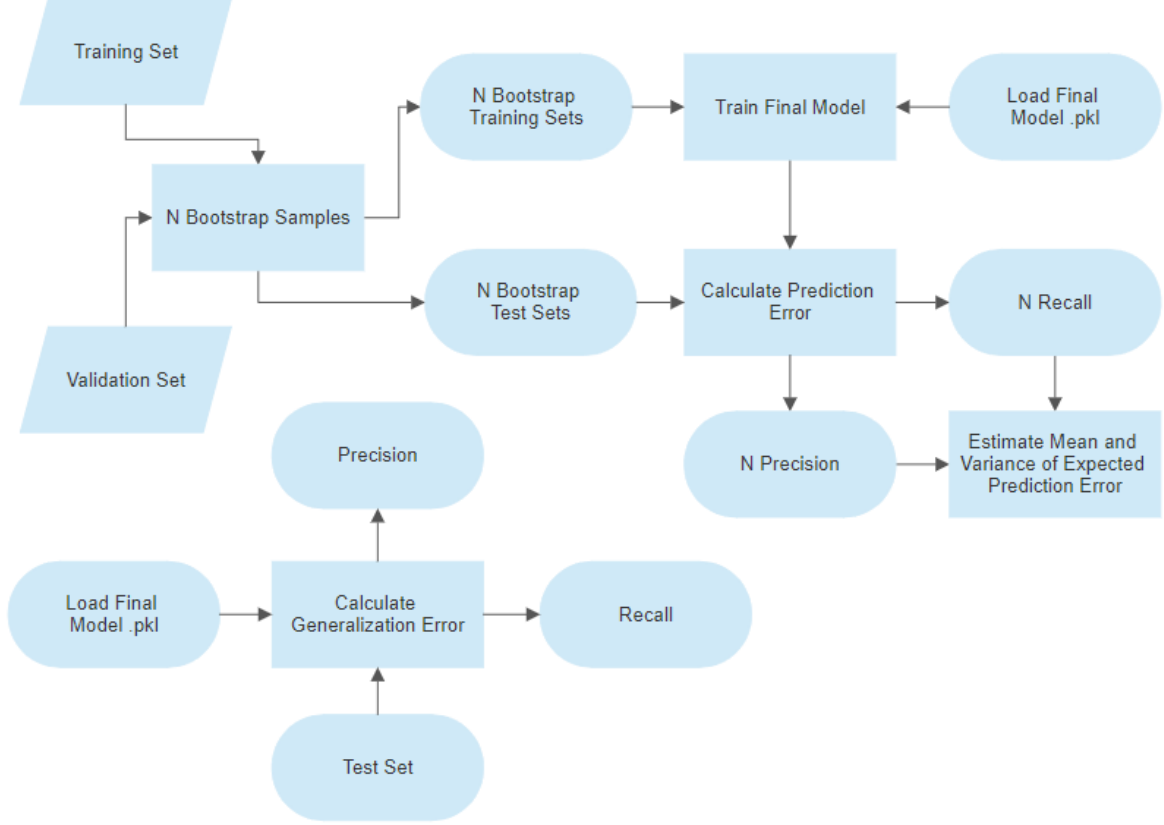 Training Set
N Bootstrap
Training Sets
Train Final Model
Load Final
Model .pkl
N Bootstrap Samples
N Bootstrap
Test Sets
Calculate Prediction
Error
N Recall
Validation Set
Precision
N Precision
Estimate Mean and
Variance of Expected
Prediction Error
Load Final
Model .pkl
Calculate
Generalization Error
Recall
Test Set